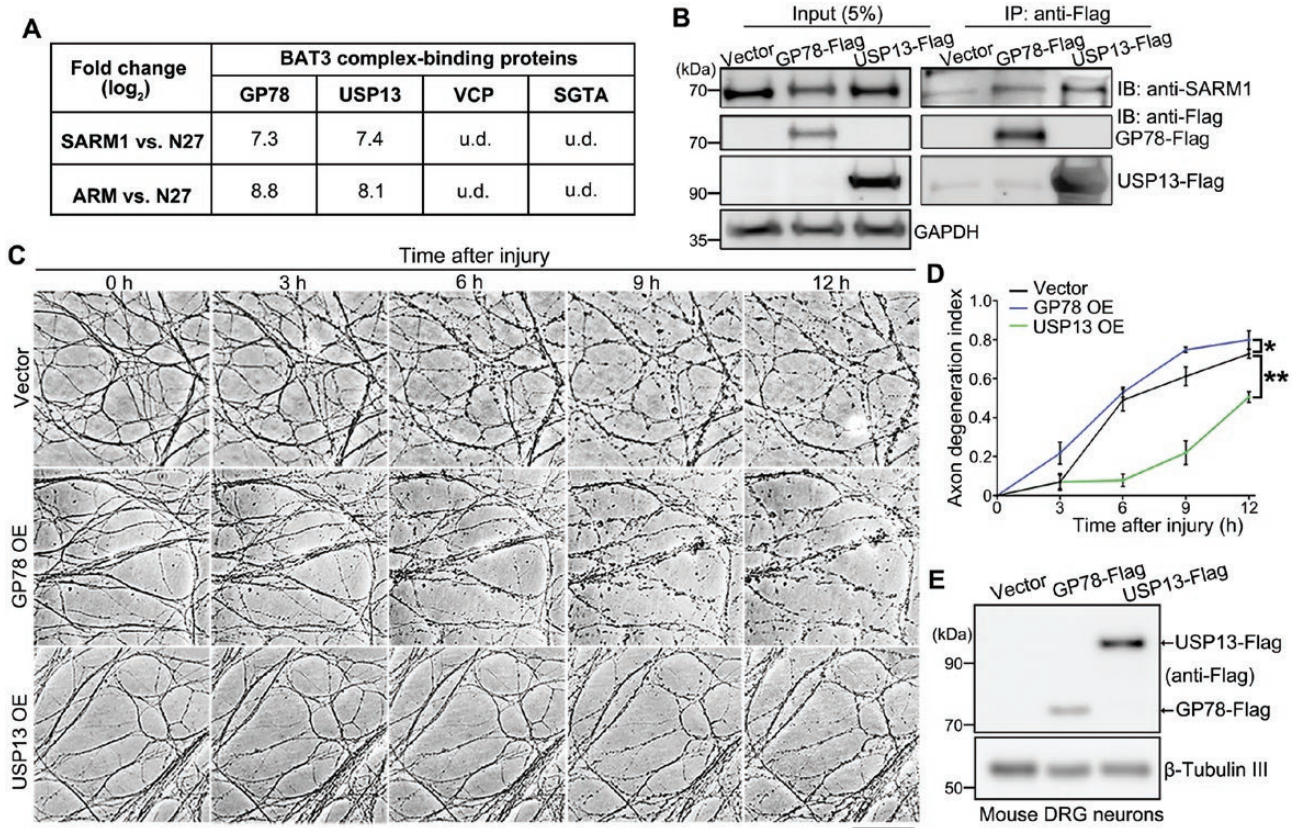 A
Fold change
(log₂)
BAT3 complex-binding proteins
GP78 USP13 VCP SGTA
SARM1 vs. N27 7.3 7.4 u.d. u.d.
ARM vs. N27 8.8 8.1 u.d. u.d.
B
Input (5%) IP: anti-Flag
Vector GP78-Flag USP13-Flag Vector GP78-Flag USP13-Flag
(kDa)
70 IB: anti-SARM1
IB: anti-Flag
70 GP78-Flag
90 USP13-Flag
35 GAPDH
C
Time after injury
0 h 3 h 6 h 9 h 12 h
Vector
GP78 OE
USP13 OE
D
Vector
GP78 OE
USP13 OE
Axon degeneration index
1.0
0.8
0.6
0.4
0.2
0
0 3 6 9 12
Time after injury (h)
*
**
E
Vector GP78-Flag USP13-Flag
(kDa)
←USP13-Flag
90
(anti-Flag)
←GP78-Flag
70
β-Tubulin III
50
Mouse DRG neurons